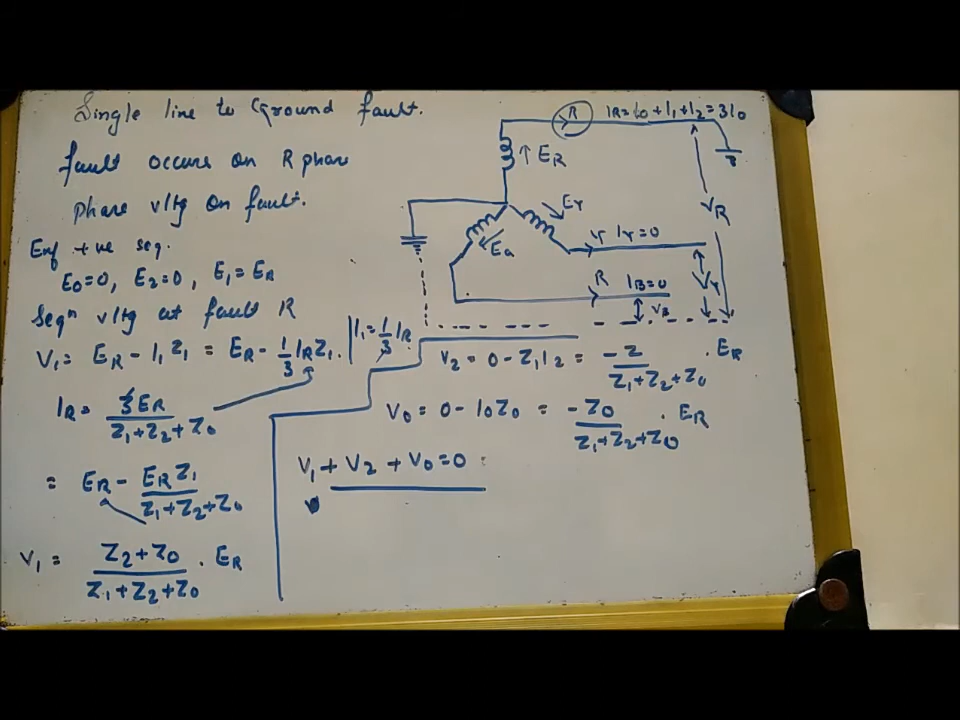 Single line to Ground fault.
fault occurs on R phase
phase vltg on fault.
Emf +ve seq.
E0=0, E2=0, E1=ER
Seqn vltg at fault R
V1= ER - I1Z1 = ER - 1/3 IRZ1. | I1=1/3 IR
IR= 3ER / Z1+Z2+Z0
= ER - ERZ1 / Z1+Z2+Z0
V1= Z2+Z0 / Z1+Z2+Z0 . ER
R IR=I0+I1+I2=3I0
↑ER
EY
Ea
VR
Y IY=0
R IB=0
VY
VB
V2 = 0 - Z1I2 = -Z / Z1+Z2+Z0 . ER
V0 = 0 - I0Z0 = -Z0 / Z1+Z2+Z0 . ER
V1+V2+V0=0